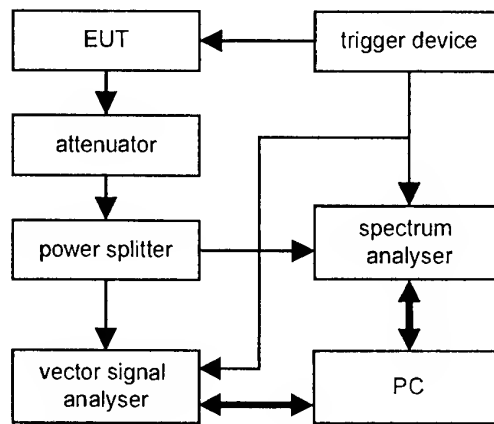 EUT
trigger device
attenuator
power splitter
spectrum
analyser
vector signal
analyser
PC